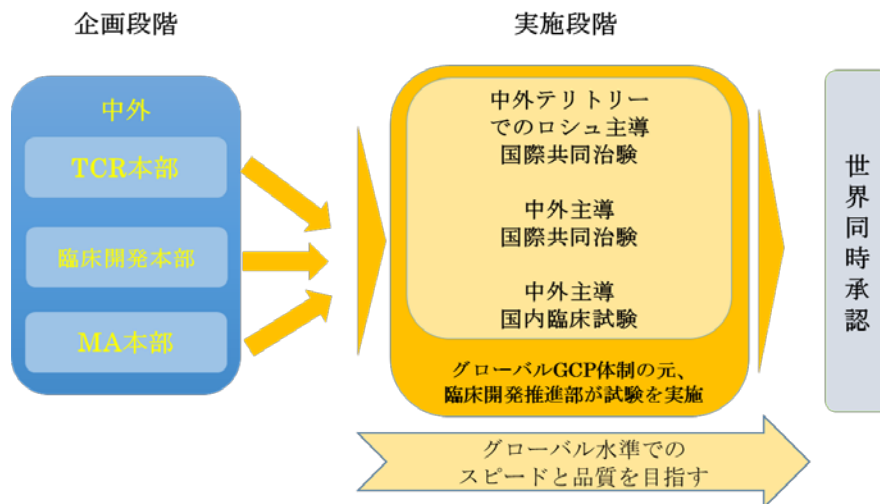 企画段階
実施段階
中外
TCR本部
臨床開発本部
MA本部
中外テリトリー
でのロシュ主導
国際共同治験
中外主導
国際共同治験
中外主導
国内臨床試験
グローバルGCP体制の元、
臨床開発推進部が試験を実施
世界同時承認
グローバル水準での
スピードと品質を目指す